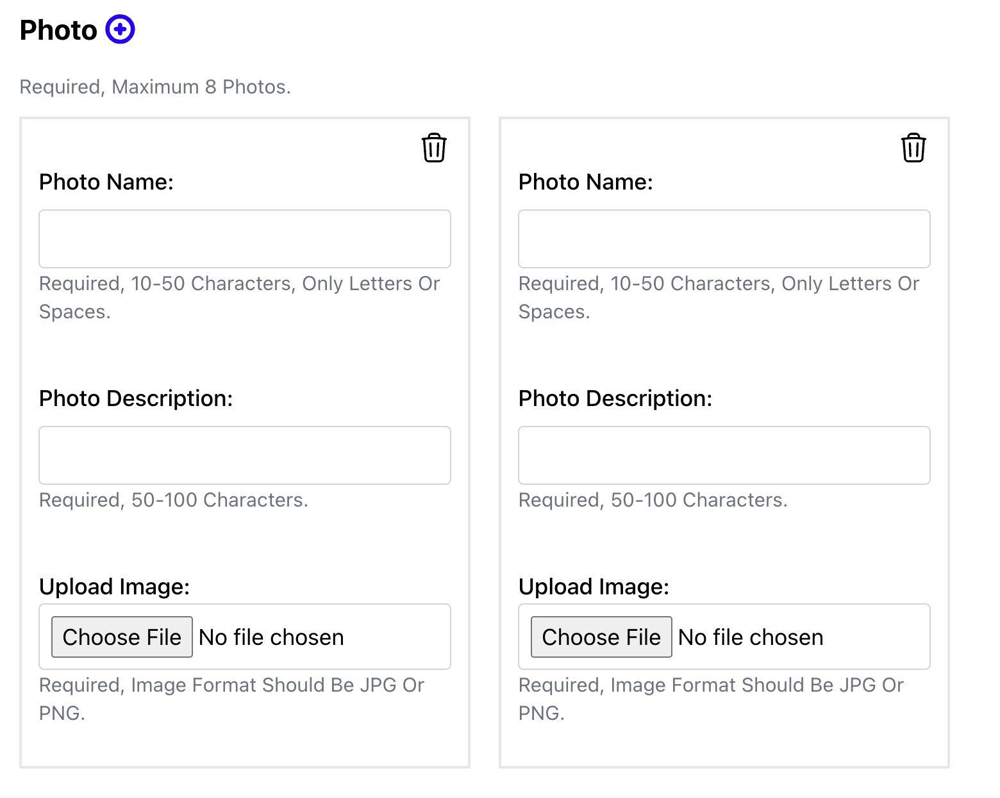 Photo
Required, Maximum 8 Photos.
Photo Name:
Required, 10-50 Characters, Only Letters Or
Spaces.
Photo Description:
Required, 50-100 Characters.
Upload Image:
Choose File No file chosen
Required, Image Format Should Be JPG Or
PNG.
Photo Name:
Required, 10-50 Characters, Only Letters Or
Spaces.
Photo Description:
Required, 50-100 Characters.
Upload Image:
Choose File No file chosen
Required, Image Format Should Be JPG Or
PNG.